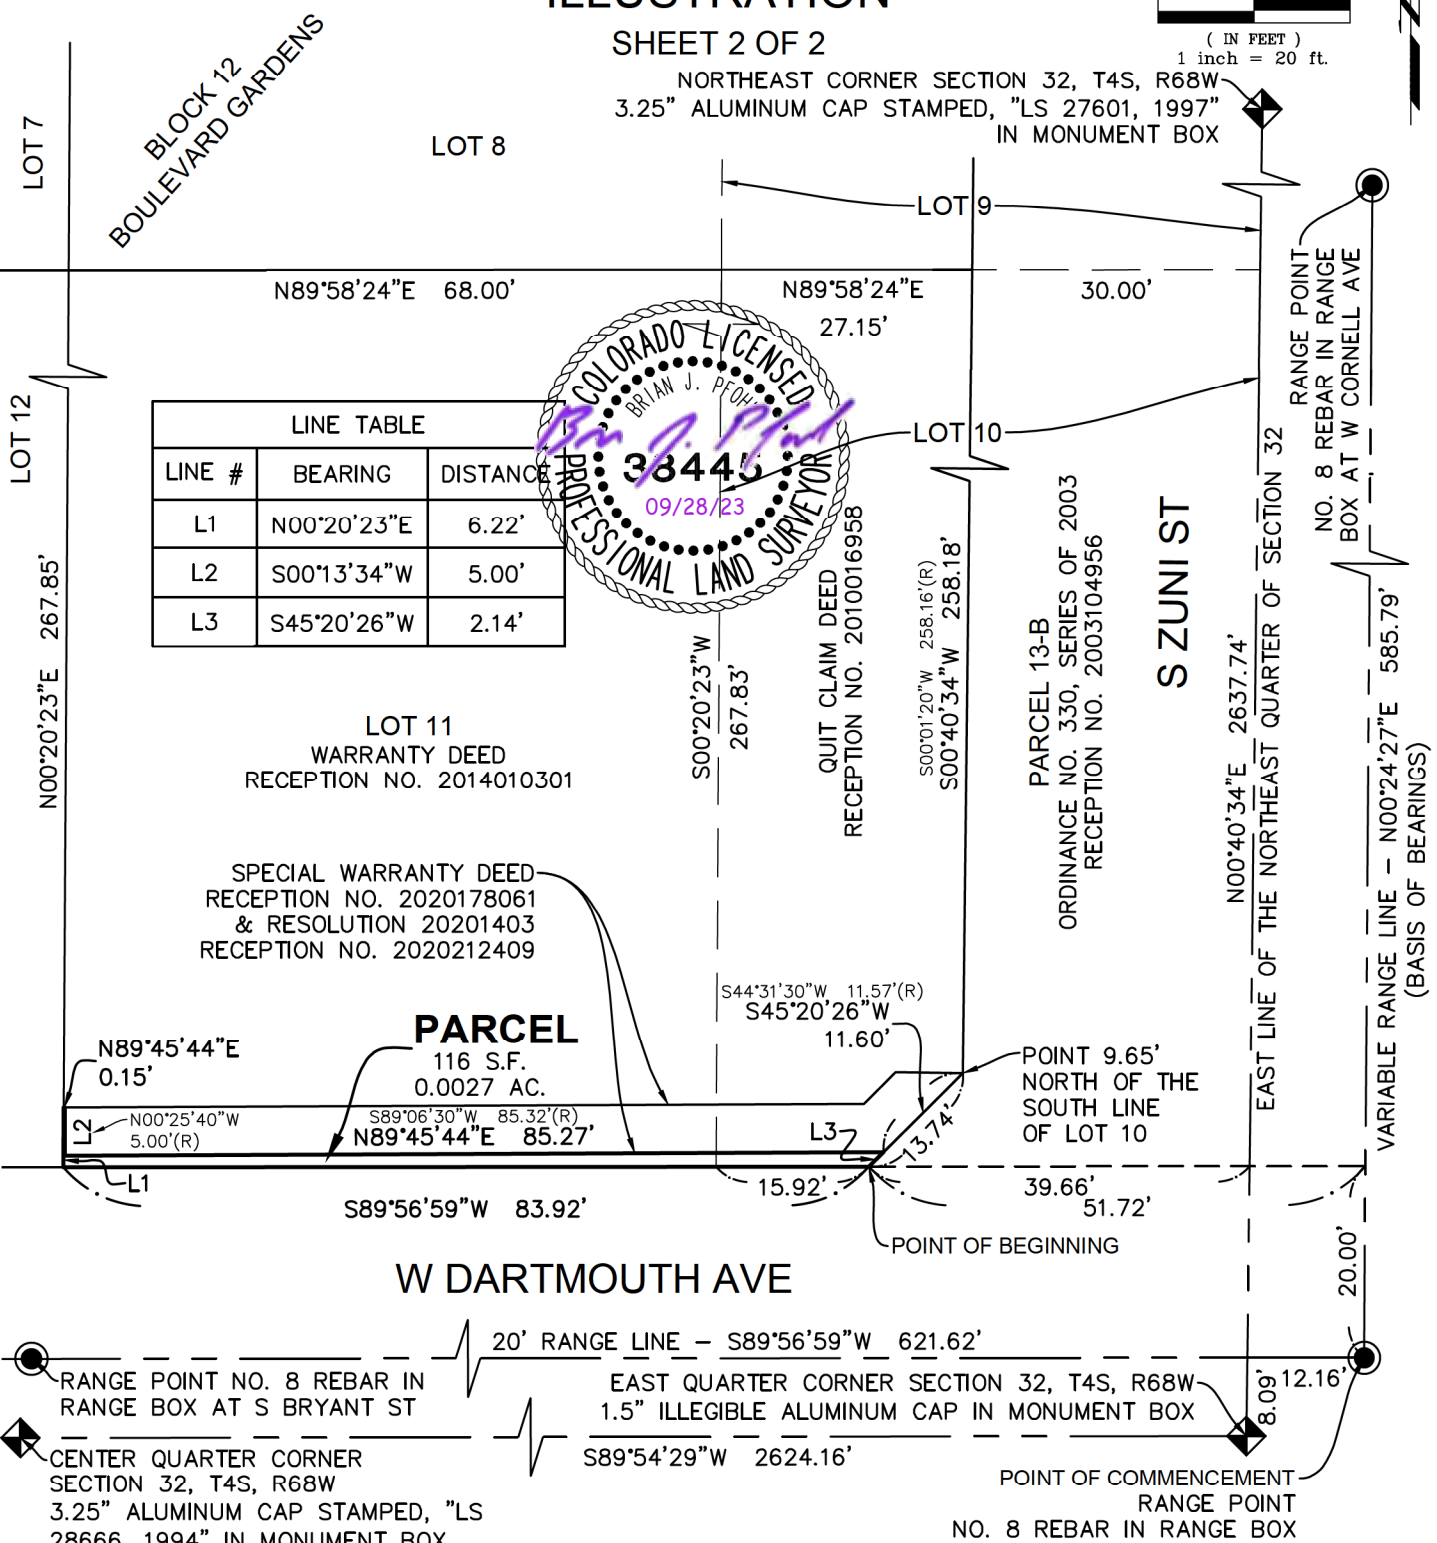 ILLUSTRATION
SHEET 2 OF 2
( IN FEET )
1 inch = 20 ft.
NORTHEAST CORNER SECTION 32, T4S, R68W
3.25" ALUMINUM CAP STAMPED, "LS 27601, 1997"
IN MONUMENT BOX
BLOCK 12
BOULEVARD GARDENS
LOT 7
LOT 8
LOT 9
N89°58'24"E 68.00'
N89°58'24"E
27.15'
30.00'
RANGE POINT
NO. 8 REBAR IN RANGE
BOX AT W CORNELL AVE
COLORADO LICENSED
BRIAN J. PFOHL
38445
09/28/23
PROFESSIONAL LAND SURVEYOR
LOT 12
LOT 10
LINE TABLE
LINE # BEARING DISTANCE
L1 N00°20'23"E 6.22'
L2 S00°13'34"W 5.00'
L3 S45°20'26"W 2.14'
N00°20'23"E 267.85'
S00°20'23"W
267.83'
QUIT CLAIM DEED
RECEPTION NO. 2010016958
S00°01'20"W 258.16'(R)
S00°40'34"W 258.18'
PARCEL 13-B
ORDINANCE NO. 330, SERIES OF 2003
RECEPTION NO. 2003104956
S ZUNI ST
N00°40'34"E 2637.74'
EAST LINE OF THE NORTHEAST QUARTER OF SECTION 32
VARIABLE RANGE LINE - N00°24'27"E 585.79'
(BASIS OF BEARINGS)
LOT 11
WARRANTY DEED
RECEPTION NO. 2014010301
SPECIAL WARRANTY DEED
RECEPTION NO. 2020178061
& RESOLUTION 20201403
RECEPTION NO. 2020212409
S44°31'30"W 11.57'(R)
S45°20'26"W
11.60'
PARCEL
116 S.F.
0.0027 AC.
N89°45'44"E
0.15'
POINT 9.65'
NORTH OF THE
SOUTH LINE
OF LOT 10
L2
N00°25'40"W
5.00'(R)
S89°06'30"W 85.32'(R)
N89°45'44"E 85.27'
L3
13.74'
L1
15.92'
39.66'
51.72'
S89°56'59"W 83.92'
POINT OF BEGINNING
20.00'
W DARTMOUTH AVE
20' RANGE LINE - S89°56'59"W 621.62'
RANGE POINT NO. 8 REBAR IN
RANGE BOX AT S BRYANT ST
EAST QUARTER CORNER SECTION 32, T4S, R68W
1.5" ILLEGIBLE ALUMINUM CAP IN MONUMENT BOX
8.09'
12.16'
S89°54'29"W 2624.16'
CENTER QUARTER CORNER
SECTION 32, T4S, R68W
3.25" ALUMINUM CAP STAMPED, "LS
28666, 1994" IN MONUMENT BOX
POINT OF COMMENCEMENT
RANGE POINT
NO. 8 REBAR IN RANGE BOX